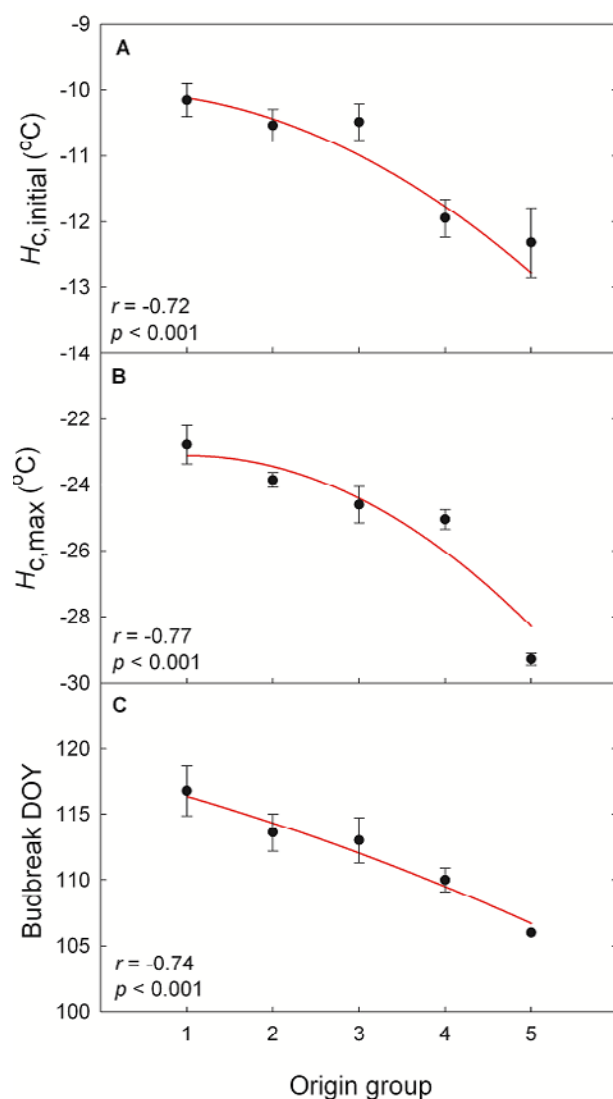 A
-9
-10
-11
-12
-13
-14
Hc,initial (°C)
r = -0.72
p < 0.001
B
-22
-24
-26
-28
-30
Hc,max (°C)
r = -0.77
p < 0.001
C
120
115
110
105
100
Budbreak DOY
r = -0.74
p < 0.001
1 2 3 4 5
Origin group